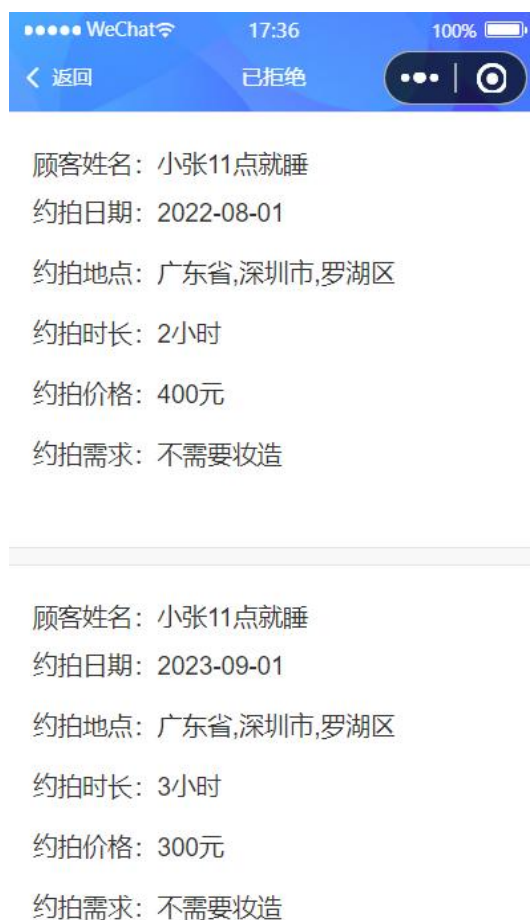 WeChat 17:36 100%
返回 已拒绝
顾客姓名：小张11点就睡
约拍日期：2022-08-01
约拍地点：广东省,深圳市,罗湖区
约拍时长：2小时
约拍价格：400元
约拍需求：不需要妆造
顾客姓名：小张11点就睡
约拍日期：2023-09-01
约拍地点：广东省,深圳市,罗湖区
约拍时长：3小时
约拍价格：300元
约拍需求：不需要妆造